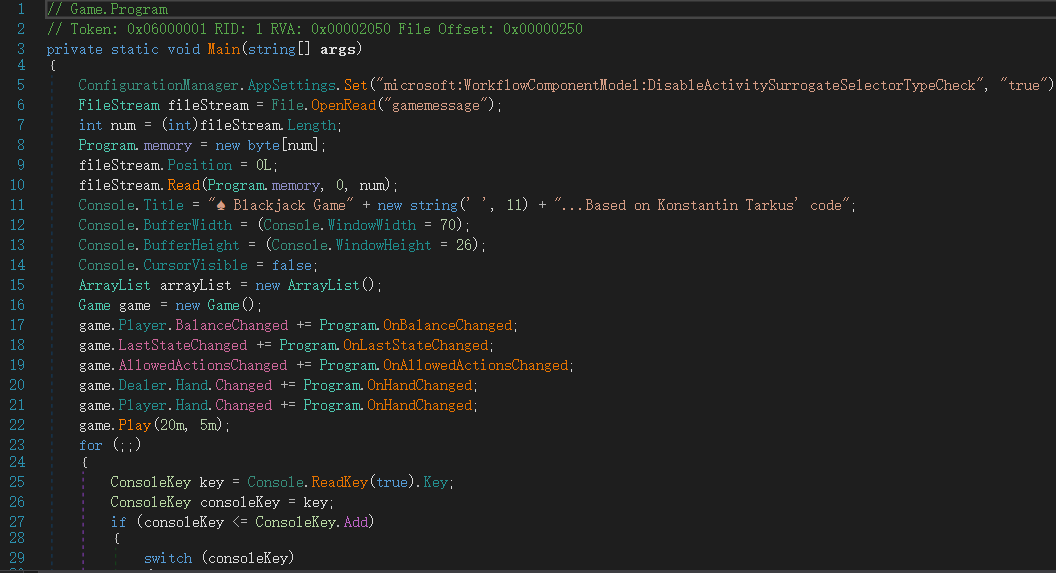 1 // Game.Program
2 // Token: 0x06000001 RID: 1 RVA: 0x00002050 File Offset: 0x00000250
3 private static void Main(string[] args)
4 {
5 ConfigurationManager.AppSettings.Set("microsoft:WorkflowComponentModel:DisableActivitySurrogateSelectorTypeCheck", "true")
6 FileStream fileStream = File.OpenRead("gamemessage");
7 int num = (int)fileStream.Length;
8 Program.memory = new byte[num];
9 fileStream.Position = 0L;
10 fileStream.Read(Program.memory, 0, num);
11 Console.Title = "♠ Blackjack Game" + new string(' ', 11) + "...Based on Konstantin Tarkus' code";
12 Console.BufferWidth = (Console.WindowWidth = 70);
13 Console.BufferHeight = (Console.WindowHeight = 26);
14 Console.CursorVisible = false;
15 ArrayList arrayList = new ArrayList();
16 Game game = new Game();
17 game.Player.BalanceChanged += Program.OnBalanceChanged;
18 game.LastStateChanged += Program.OnLastStateChanged;
19 game.AllowedActionsChanged += Program.OnAllowedActionsChanged;
20 game.Dealer.Hand.Changed += Program.OnHandChanged;
21 game.Player.Hand.Changed += Program.OnHandChanged;
22 game.Play(20m, 5m);
23 for (;;)
24 {
25 ConsoleKey key = Console.ReadKey(true).Key;
26 ConsoleKey consoleKey = key;
27 if (consoleKey <= ConsoleKey.Add)
28 {
29 switch (consoleKey)